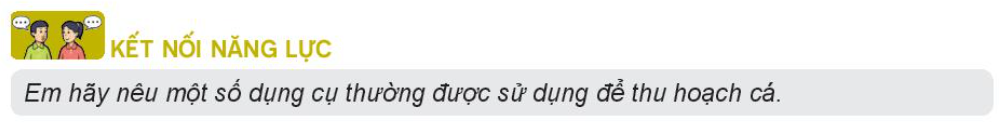 KẾT NỐI NĂNG LỰC
Em hãy nêu một số dụng cụ thường được sử dụng để thu hoạch cá.